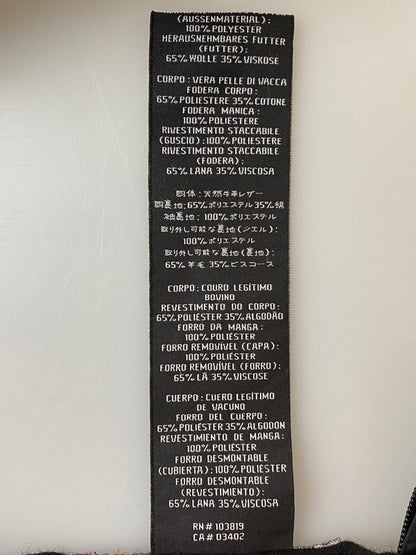 (AUSSENMATERIAL):
100% POLYESTER
HERAUSNEHMBARES FUTTER
(FUTTER):
65% WOLLE 35% VISKOSE
CORPO: VERA PELLE DI VACCA
FODERA CORPO:
65% POLIESTERE 35% COTONE
FODERA MANICA:
100% POLIESTERE
RIVESTIMENTO STACCABILE
(GUSCIO): 100% POLIESTERE
RIVESTIMENTO STACCABILE
(FODERA):
65% LANA 35% VISCOSA
胴体: 天然牛革レザー
胴裏地: 65% ポリエステル 35% 綿
袖裏地: 100% ポリエステル
取り外し可能な裏地(シェル):
100% ポリエステル
取り外し可能な裏地(裏地):
65% 羊毛 35% ビスコース
CORPO: COURO LEGÍTIMO
BOVINO
REVESTIMENTO DO CORPO:
65% POLIÉSTER 35% ALGODÃO
FORRO DA MANGA:
100% POLIÉSTER
FORRO REMOVÍVEL (CAPA):
100% POLIÉSTER
FORRO REMOVÍVEL (FORRO):
65% LÃ 35% VISCOSE
CUERPO: CUERO LEGÍTIMO
DE VACUNO
FORRO DEL CUERPO:
65% POLIÉSTER 35% ALGODÓN
REVESTIMIENTO DE MANGA:
100% POLIÉSTER
FORRO DESMONTABLE
(CUBIERTA): 100% POLIÉSTER
FORRO DESMONTABLE
(REVESTIMIENTO):
65% LANA 35% VISCOSA
RN# 103819
CA# 03402